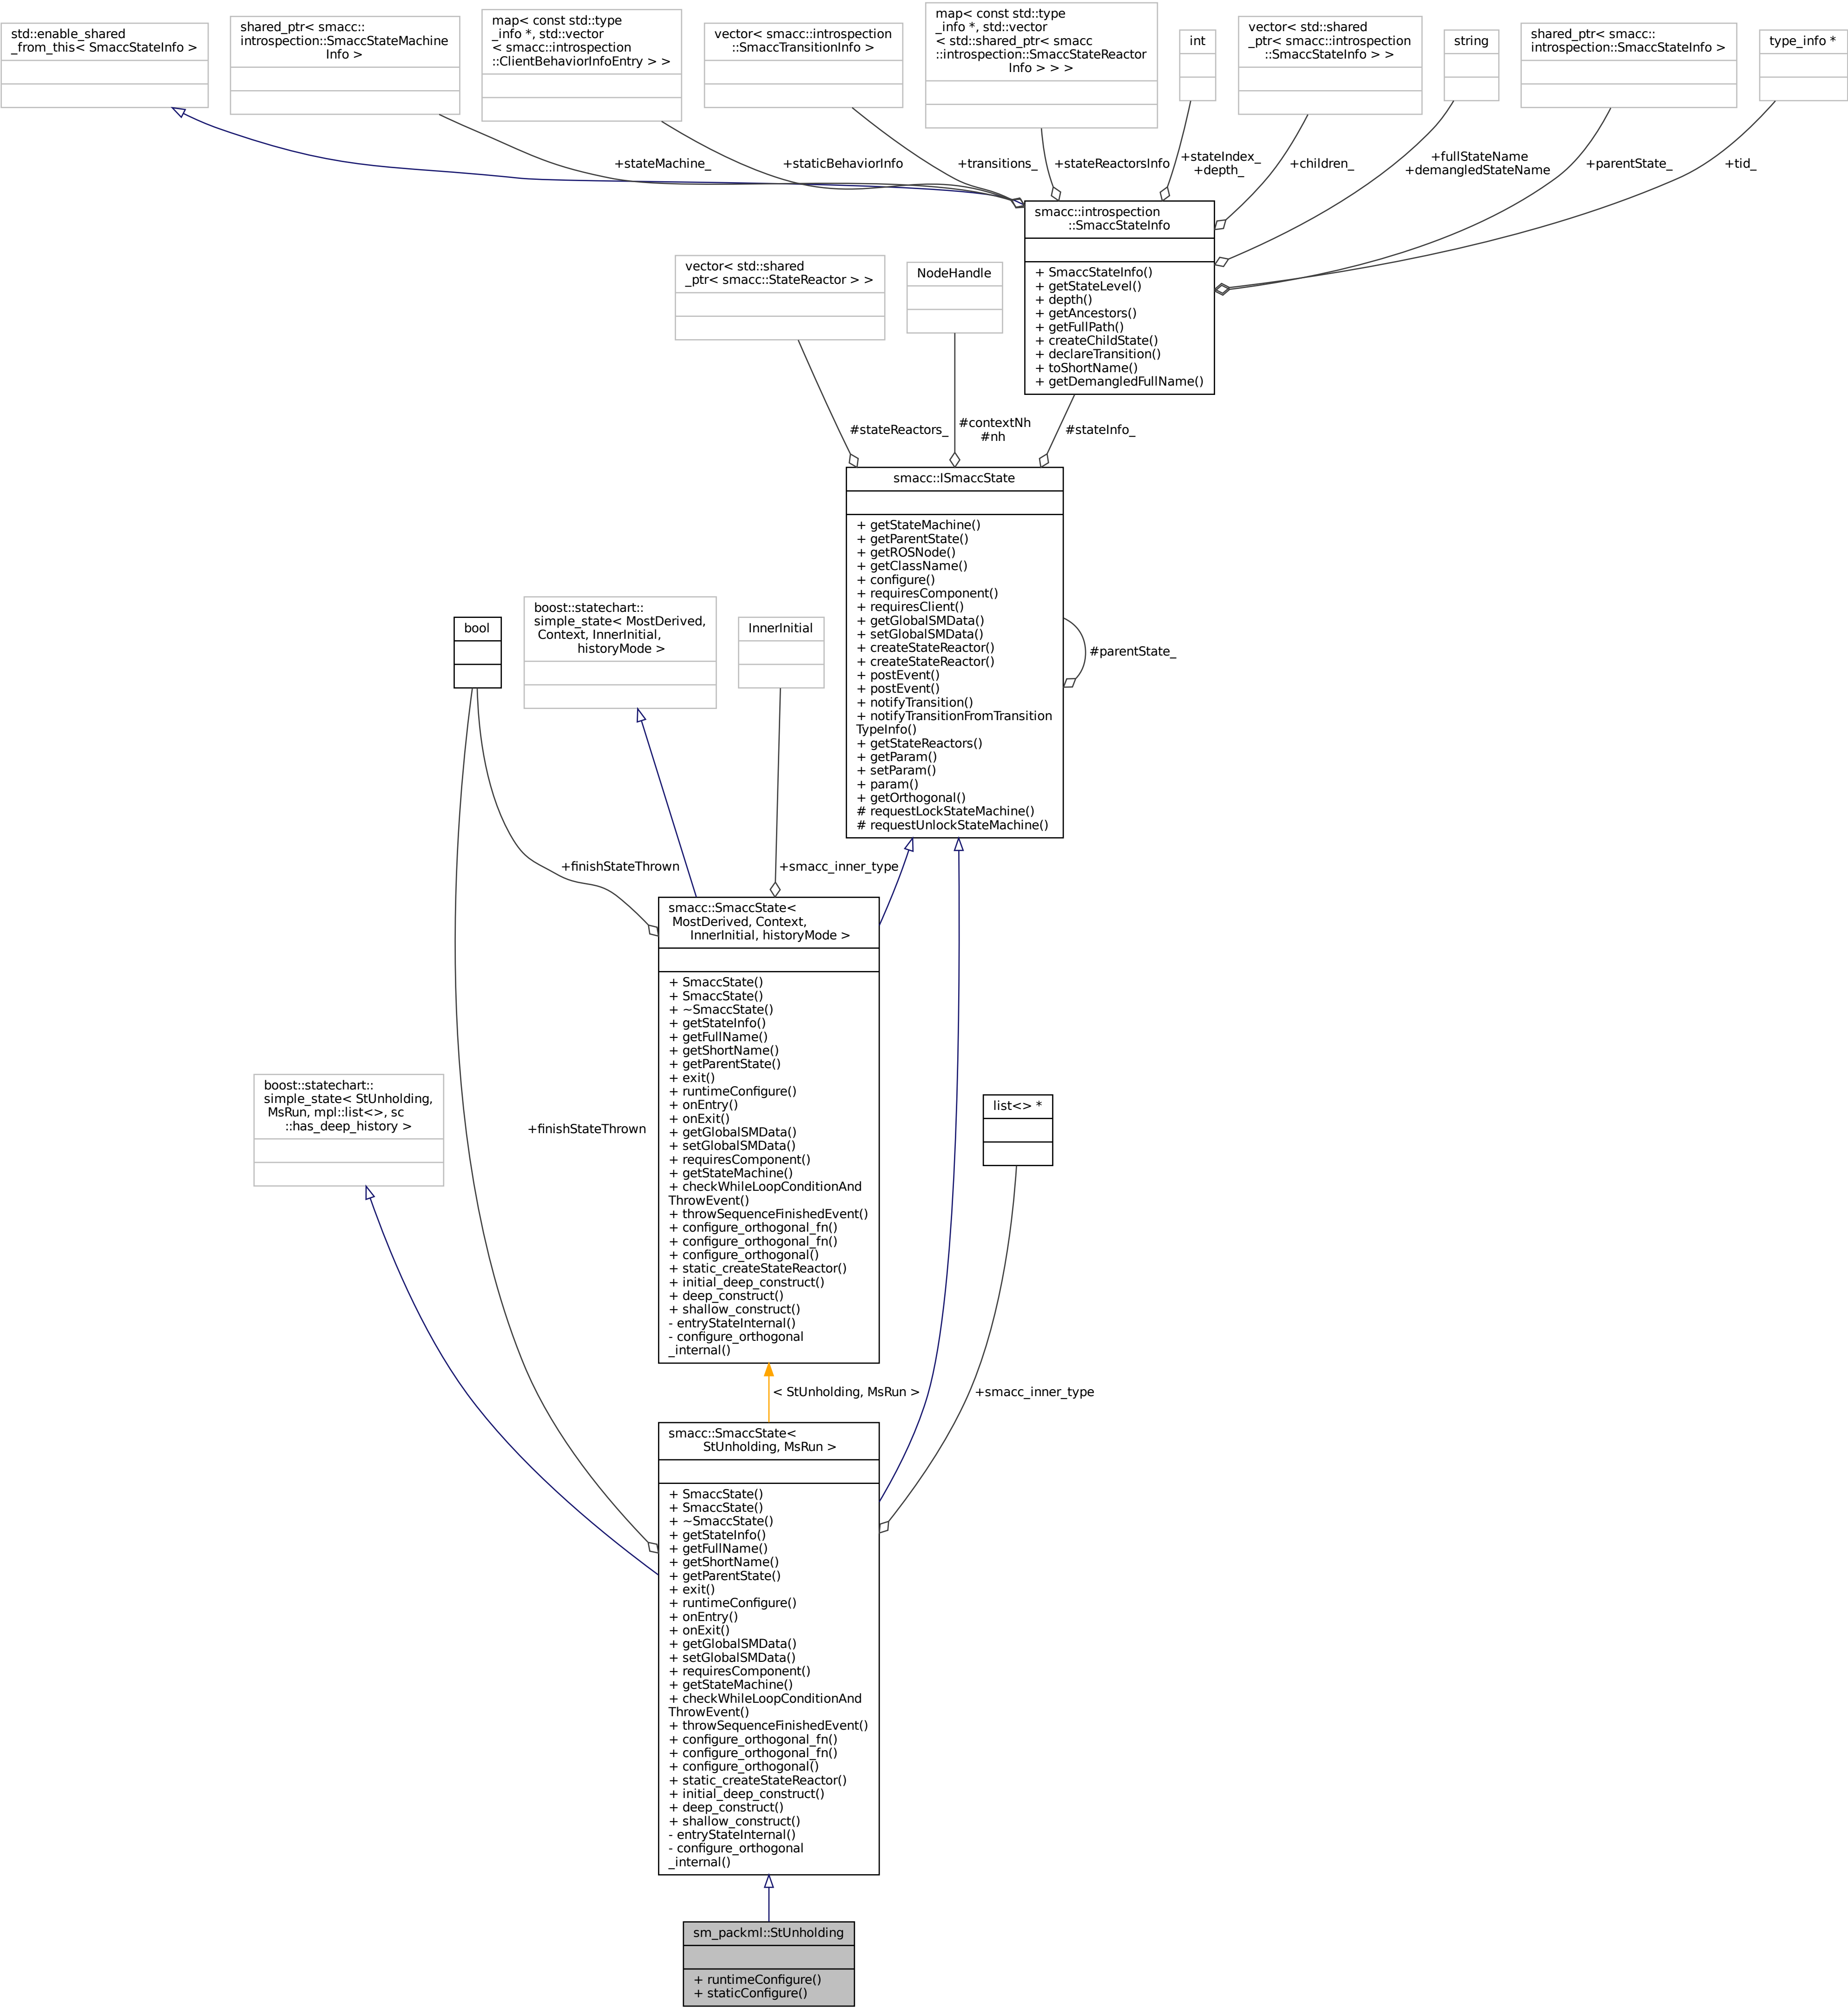 std::enable_shared
_from_this< SmaccStateInfo >
shared_ptr< smacc::
introspection::SmaccStateMachine
Info >
map< const std::type
_info *, std::vector
< smacc::introspection
::ClientBehaviorInfoEntry > >
vector< smacc::introspection
::SmaccTransitionInfo >
map< const std::type
_info *, std::vector
< std::shared_ptr< smacc
::introspection::SmaccStateReactor
Info > > >
int
vector< std::shared
_ptr< smacc::introspection
::SmaccStateInfo > >
string
shared_ptr< smacc::
introspection::SmaccStateInfo >
type_info *
+stateMachine_
+staticBehaviorInfo
+transitions_
+stateReactorsInfo
+stateIndex_
+depth_
+children_
+fullStateName
+demangledStateName
+parentState_
+tid_
smacc::introspection
::SmaccStateInfo
+ SmaccStateInfo()
+ getStateLevel()
+ depth()
+ getAncestors()
+ getFullPath()
+ createChildState()
+ declareTransition()
+ toShortName()
+ getDemangledFullName()
vector< std::shared
_ptr< smacc::StateReactor > >
NodeHandle
#stateReactors_
#contextNh
#nh
#stateInfo_
smacc::ISmaccState
+ getStateMachine()
+ getParentState()
+ getROSNode()
+ getClassName()
+ configure()
+ requiresComponent()
+ requiresClient()
+ getGlobalSMData()
+ setGlobalSMData()
+ createStateReactor()
+ createStateReactor()
+ postEvent()
+ postEvent()
+ notifyTransition()
+ notifyTransitionFromTransition
TypeInfo()
+ getStateReactors()
+ getParam()
+ setParam()
+ param()
+ getOrthogonal()
# requestLockStateMachine()
# requestUnlockStateMachine()
#parentState_
bool
boost::statechart::
simple_state< MostDerived,
Context, InnerInitial,
historyMode >
InnerInitial
+finishStateThrown
+smacc_inner_type
smacc::SmaccState<
MostDerived, Context,
InnerInitial, historyMode >
+ SmaccState()
+ SmaccState()
+ ~SmaccState()
+ getStateInfo()
+ getFullName()
+ getShortName()
+ getParentState()
+ exit()
+ runtimeConfigure()
+ onEntry()
+ onExit()
+ getGlobalSMData()
+ setGlobalSMData()
+ requiresComponent()
+ getStateMachine()
+ checkWhileLoopConditionAnd
ThrowEvent()
+ throwSequenceFinishedEvent()
+ configure_orthogonal_fn()
+ configure_orthogonal_fn()
+ configure_orthogonal()
+ static_createStateReactor()
+ initial_deep_construct()
+ deep_construct()
+ shallow_construct()
- entryStateInternal()
- configure_orthogonal
_internal()
boost::statechart::
simple_state< StUnholding,
MsRun, mpl::list<>, sc
::has_deep_history >
+finishStateThrown
list<> *
< StUnholding, MsRun >
+smacc_inner_type
smacc::SmaccState<
StUnholding, MsRun >
+ SmaccState()
+ SmaccState()
+ ~SmaccState()
+ getStateInfo()
+ getFullName()
+ getShortName()
+ getParentState()
+ exit()
+ runtimeConfigure()
+ onEntry()
+ onExit()
+ getGlobalSMData()
+ setGlobalSMData()
+ requiresComponent()
+ getStateMachine()
+ checkWhileLoopConditionAnd
ThrowEvent()
+ throwSequenceFinishedEvent()
+ configure_orthogonal_fn()
+ configure_orthogonal_fn()
+ configure_orthogonal()
+ static_createStateReactor()
+ initial_deep_construct()
+ deep_construct()
+ shallow_construct()
- entryStateInternal()
- configure_orthogonal
_internal()
sm_packml::StUnholding
+ runtimeConfigure()
+ staticConfigure()